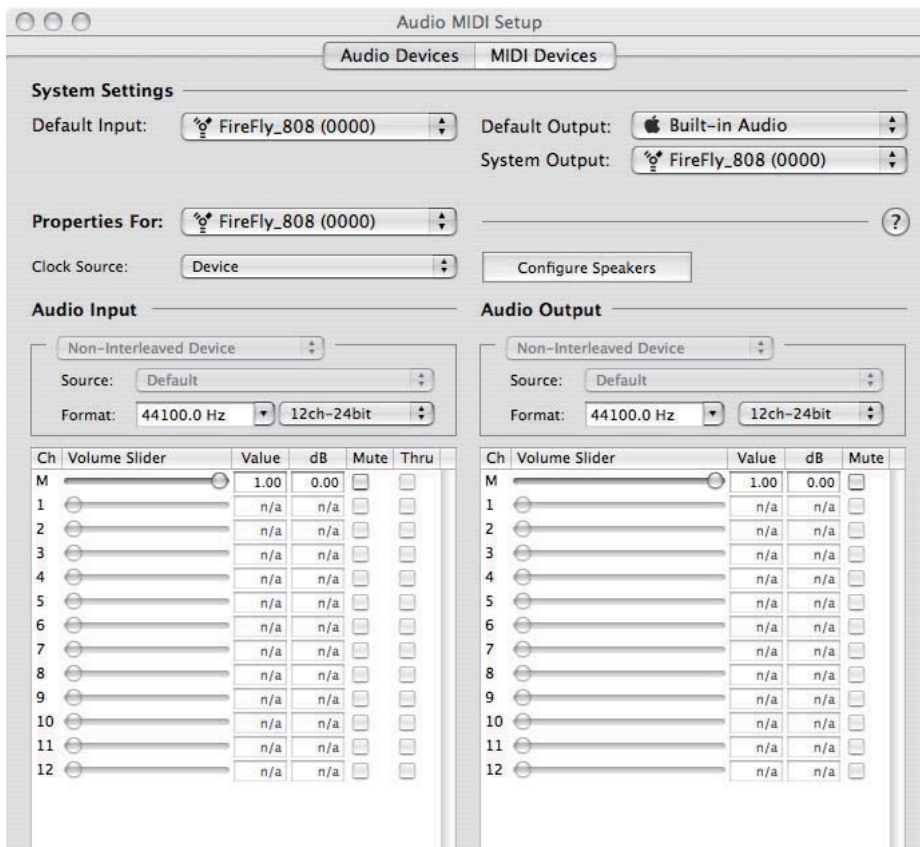 Audio MIDI Setup
Audio Devices MIDI Devices
System Settings
Default Input: FireFly_808 (0000)
Default Output: Built-in Audio
System Output: FireFly_808 (0000)
Properties For: FireFly_808 (0000) ?
Clock Source: Device
Configure Speakers
Audio Input
Non-Interleaved Device
Source: Default
Format: 44100.0 Hz 12ch-24bit
Ch Volume Slider Value dB Mute Thru
M 1.00 0.00
1 n/a n/a
2 n/a n/a
3 n/a n/a
4 n/a n/a
5 n/a n/a
6 n/a n/a
7 n/a n/a
8 n/a n/a
9 n/a n/a
10 n/a n/a
11 n/a n/a
12 n/a n/a
Audio Output
Non-Interleaved Device
Source: Default
Format: 44100.0 Hz 12ch-24bit
Ch Volume Slider Value dB Mute
M 1.00 0.00
1 n/a n/a
2 n/a n/a
3 n/a n/a
4 n/a n/a
5 n/a n/a
6 n/a n/a
7 n/a n/a
8 n/a n/a
9 n/a n/a
10 n/a n/a
11 n/a n/a
12 n/a n/a